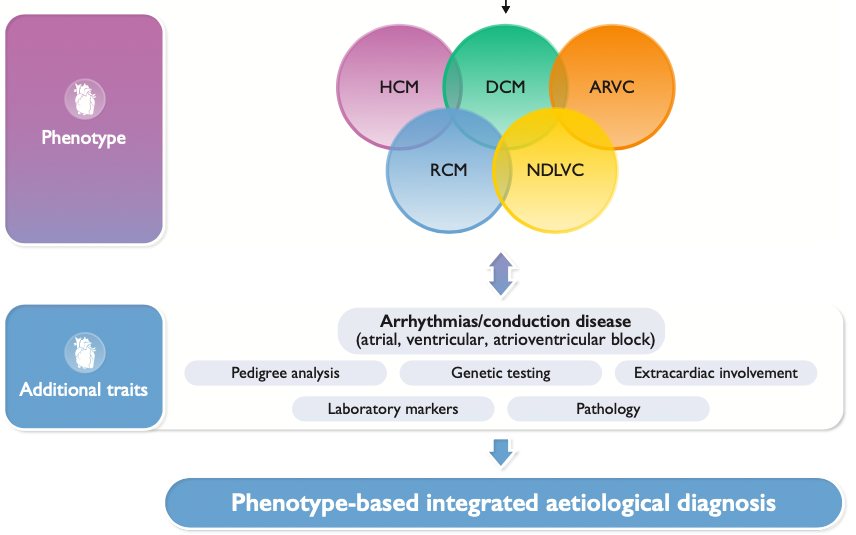 Phenotype
HCM
DCM
ARVC
RCM
NDLVC
Additional traits
Arrhythmias/conduction disease
(atrial, ventricular, atrioventricular block)
Pedigree analysis
Genetic testing
Extracardiac involvement
Laboratory markers
Pathology
Phenotype-based integrated aetiological diagnosis